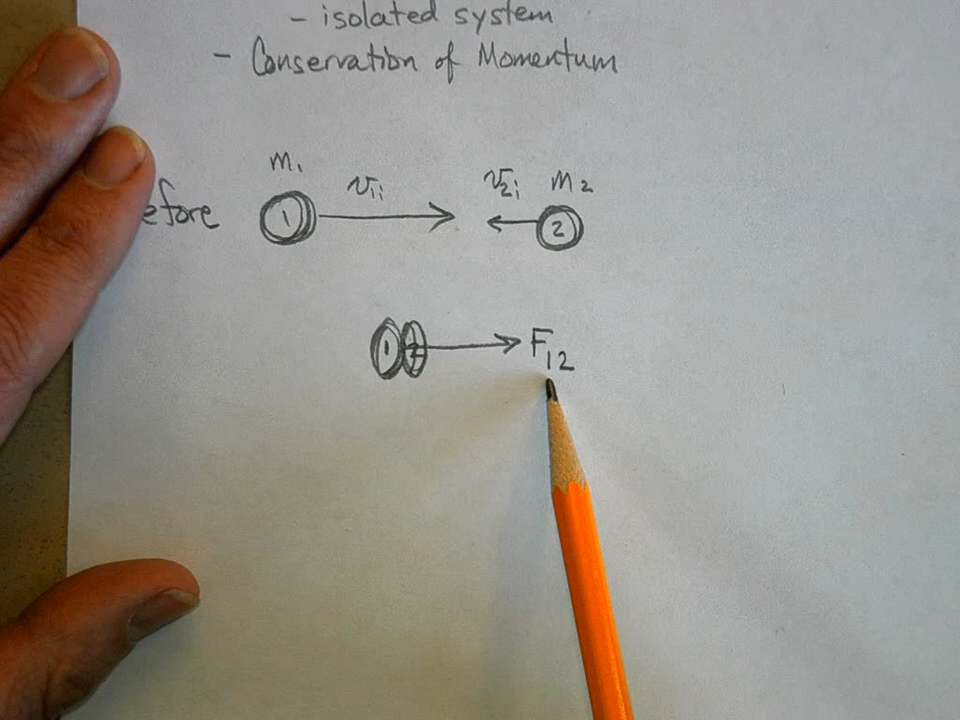 - isolated system
- Conservation of Momentum
m₁ v₁ᵢ v₂ᵢ m₂
efore 1 2
1 2 F₁₂